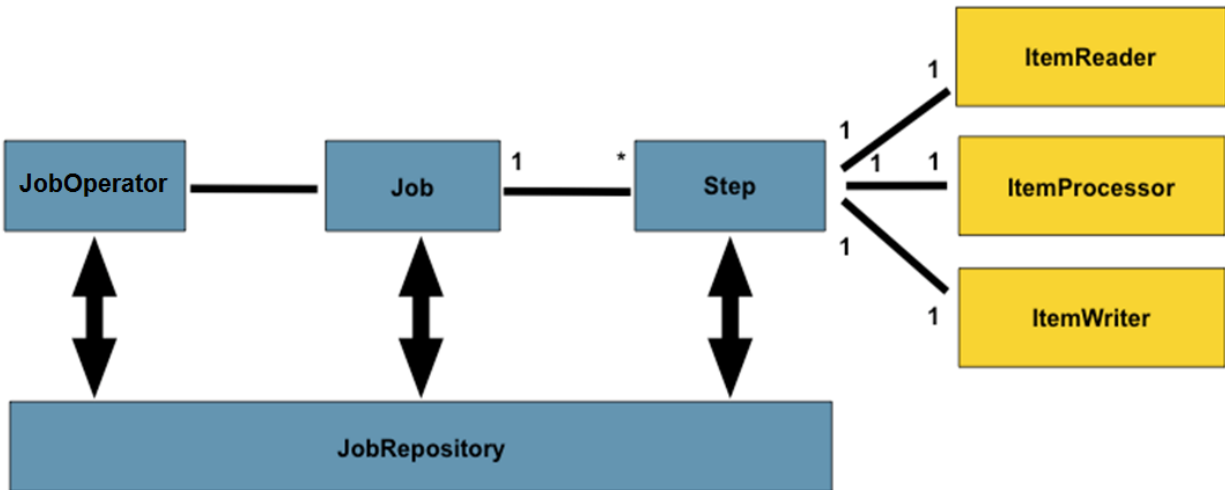 ItemReader
1
1
JobOperator
Job
1
*
Step
1
1
ItemProcessor
1
1
ItemWriter
JobRepository